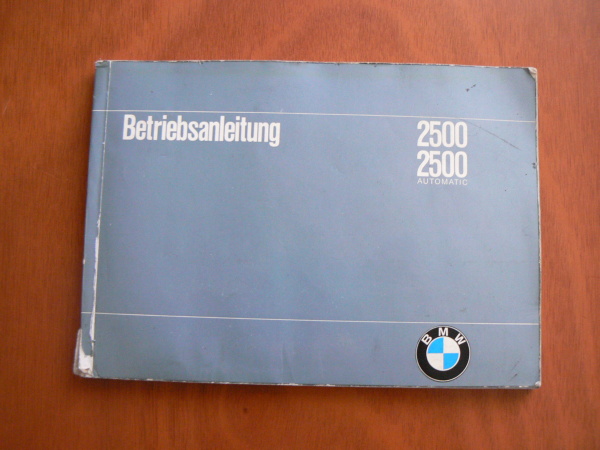 Betriebsanleitung
2500
2500
AUTOMATIC
BMW